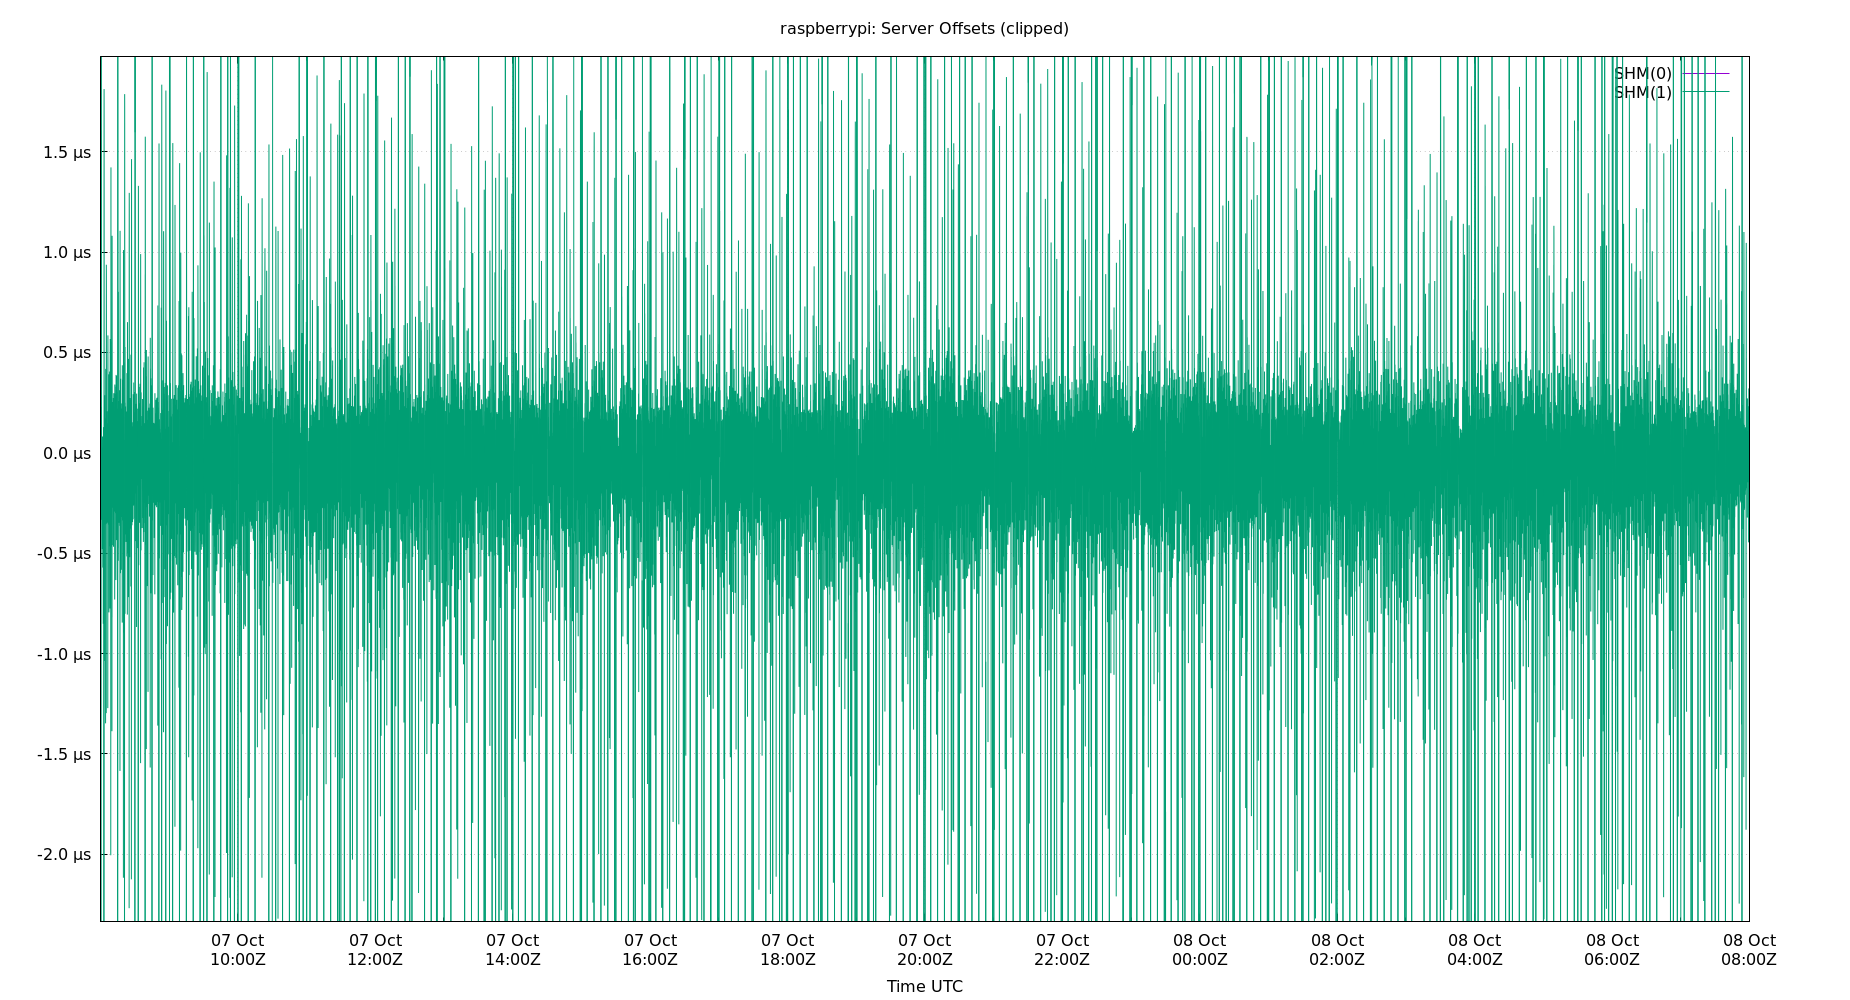 raspberrypi: Server Offsets (clipped)
SHM(0)
SHM(1)
1.5 µs
1.0 µs
0.5 µs
0.0 µs
-0.5 µs
-1.0 µs
-1.5 µs
-2.0 µs
07 Oct 07 Oct 07 Oct 07 Oct 07 Oct 07 Oct 07 Oct 08 Oct 08 Oct 08 Oct 08 Oct 08 Oct
10:00Z 12:00Z 14:00Z 16:00Z 18:00Z 20:00Z 22:00Z 00:00Z 02:00Z 04:00Z 06:00Z 08:00Z
Time UTC